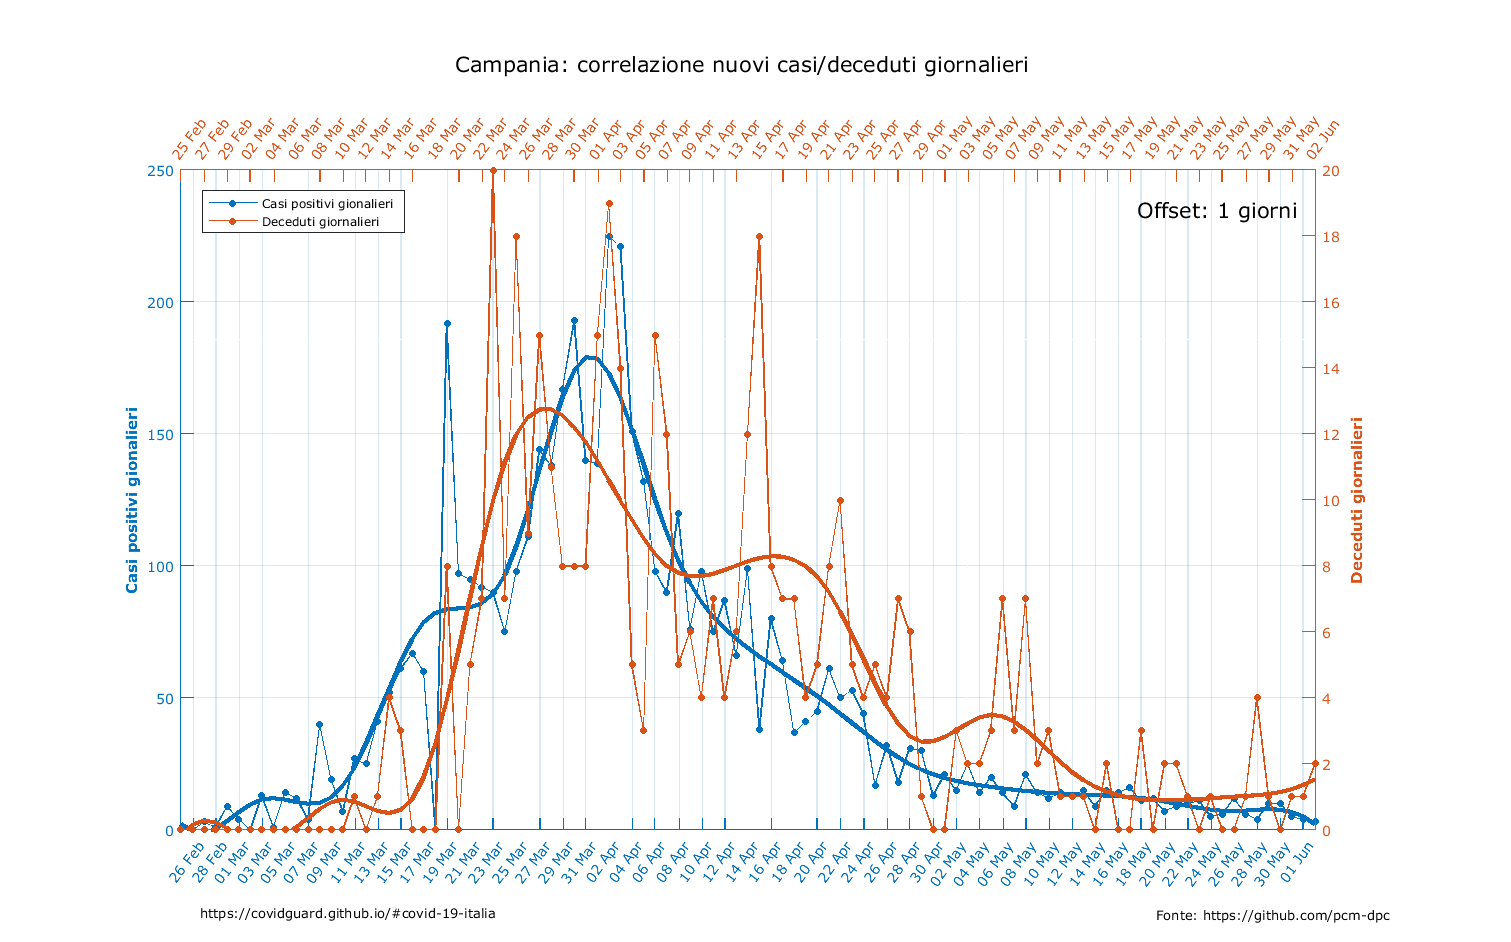 Campania: correlazione nuovi casi/deceduti giornalieri
25 Feb 27 Feb 29 Feb 02 Mar 04 Mar 06 Mar 08 Mar 10 Mar 12 Mar 14 Mar 16 Mar 18 Mar 20 Mar 22 Mar 24 Mar 26 Mar 28 Mar 30 Mar 01 Apr 03 Apr 05 Apr 07 Apr 09 Apr 11 Apr 13 Apr 15 Apr 17 Apr 19 Apr 21 Apr 23 Apr 25 Apr 27 Apr 29 Apr 01 May 03 May 05 May 07 May 09 May 11 May 13 May 15 May 17 May 19 May 21 May 23 May 25 May 27 May 29 May 31 May 02 Jun
Offset: 1 giorni
Casi positivi gionalieri
Deceduti giornalieri
250
200
150
100
50
0
Casi positivi gionalieri
20
18
16
14
12
10
8
6
4
2
0
Deceduti giornalieri
26 Feb 28 Feb 01 Mar 03 Mar 05 Mar 07 Mar 09 Mar 11 Mar 13 Mar 15 Mar 17 Mar 19 Mar 21 Mar 23 Mar 25 Mar 27 Mar 29 Mar 31 Mar 02 Apr 04 Apr 06 Apr 08 Apr 10 Apr 12 Apr 14 Apr 16 Apr 18 Apr 20 Apr 22 Apr 24 Apr 26 Apr 28 Apr 30 Apr 02 May 04 May 06 May 08 May 10 May 12 May 14 May 16 May 18 May 20 May 22 May 24 May 26 May 28 May 30 May 01 Jun
https://covidguard.github.io/#covid-19-italia
Fonte: https://github.com/pcm-dpc